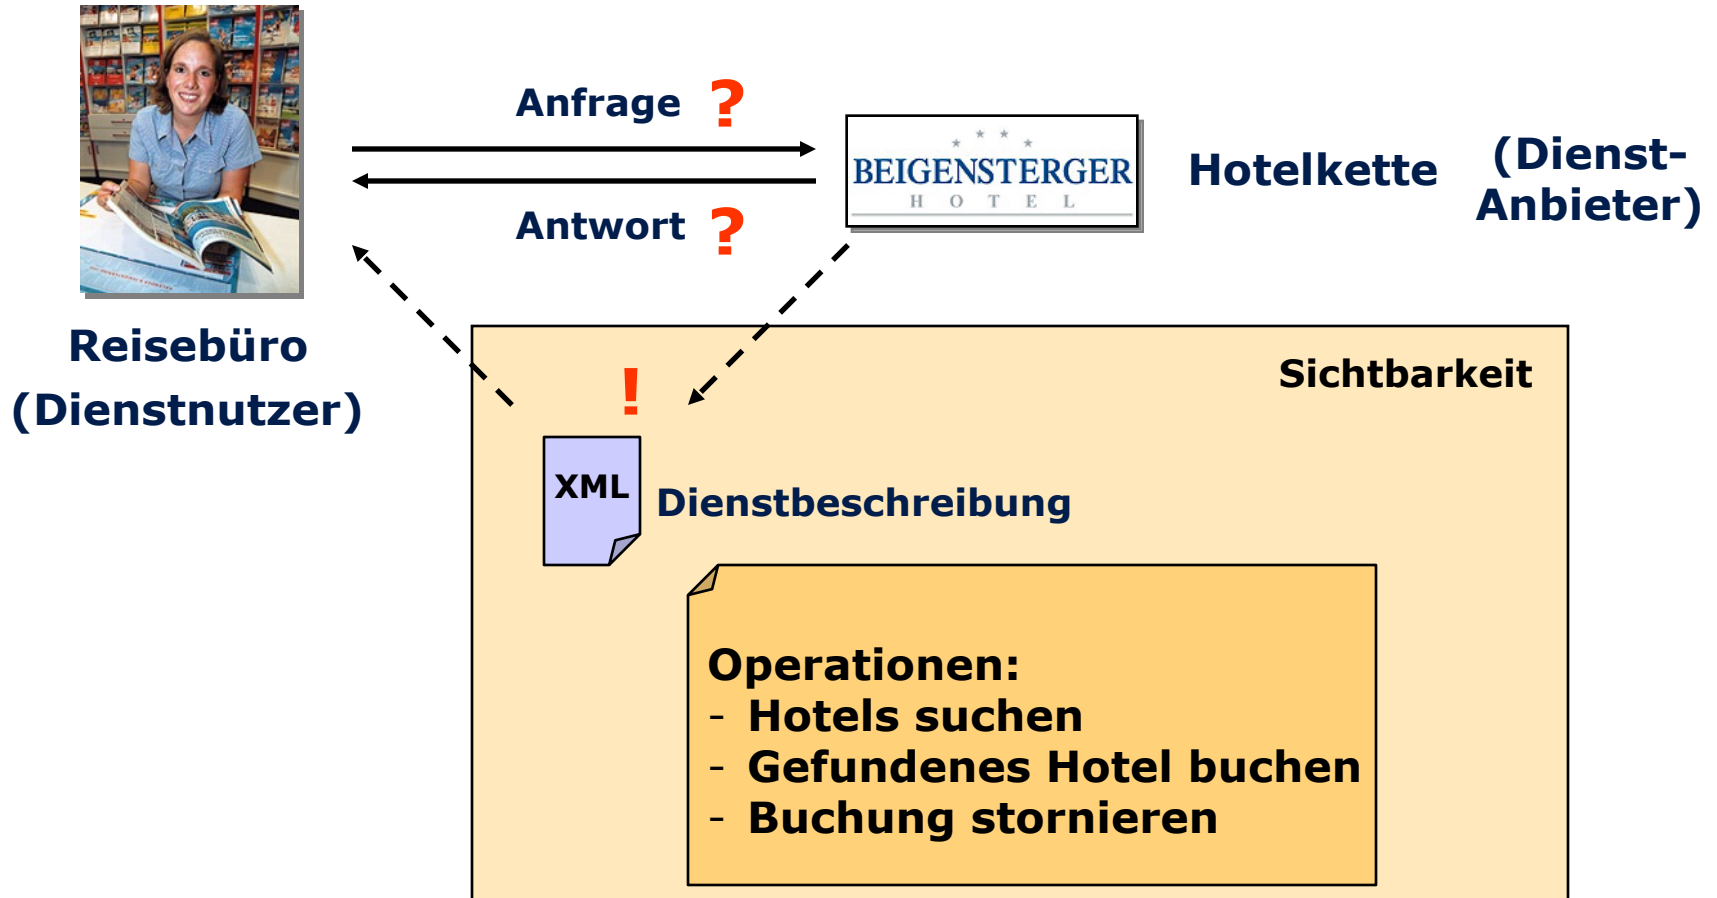 Anfrage ?
BEIGENSTERGER
HOTEL
Hotelkette
(Dienst-
Anbieter)
Antwort ?
Reisebüro
(Dienstnutzer)
Sichtbarkeit
!
XML
Dienstbeschreibung
Operationen:
- Hotels suchen
- Gefundenes Hotel buchen
- Buchung stornieren